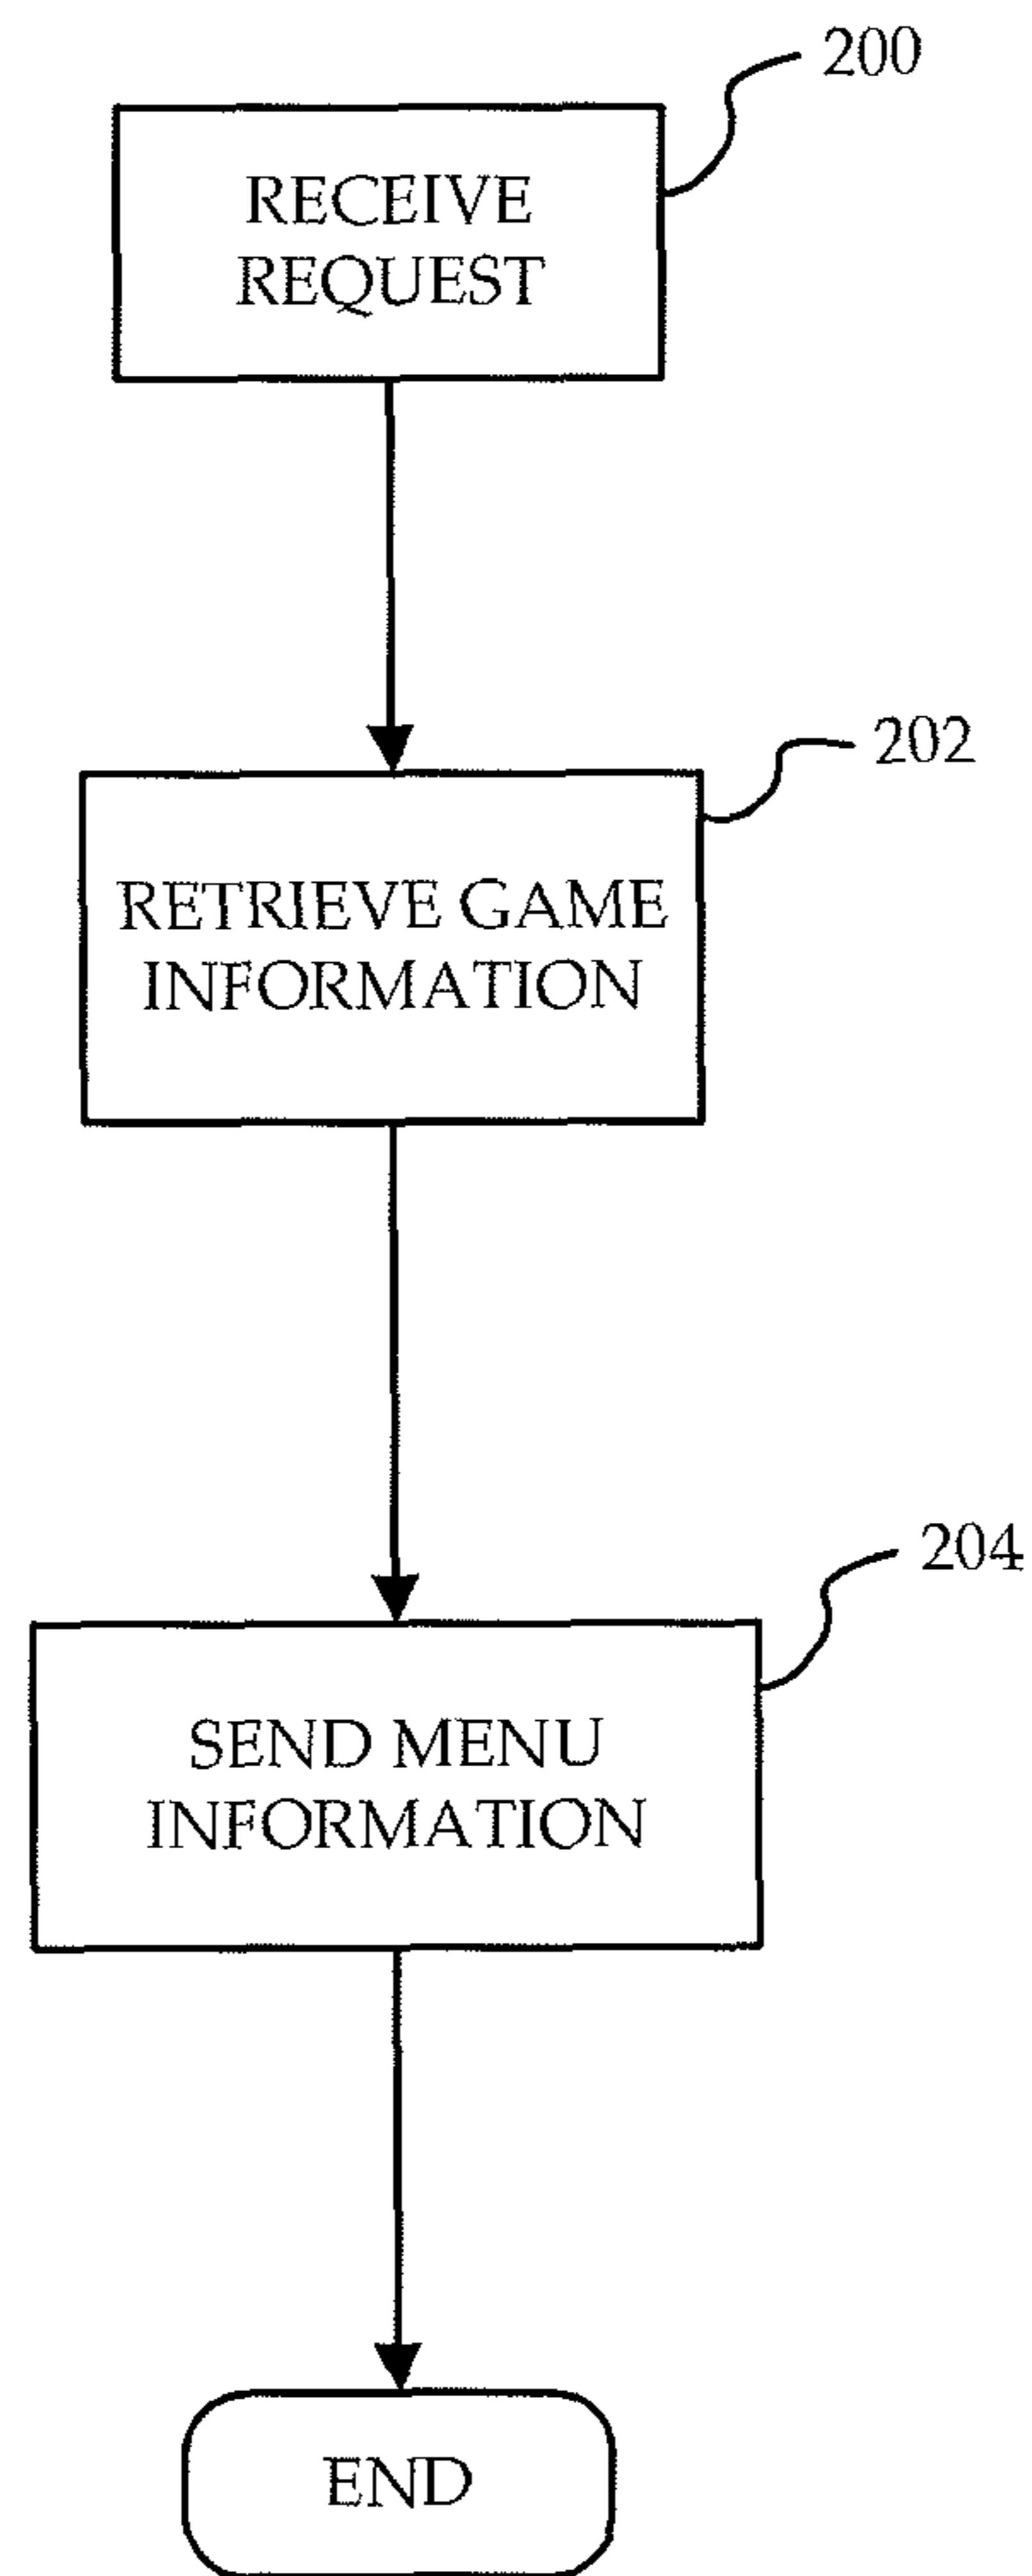 200
RECEIVE
REQUEST
202
RETRIEVE GAME
INFORMATION
204
SEND MENU
INFORMATION
END